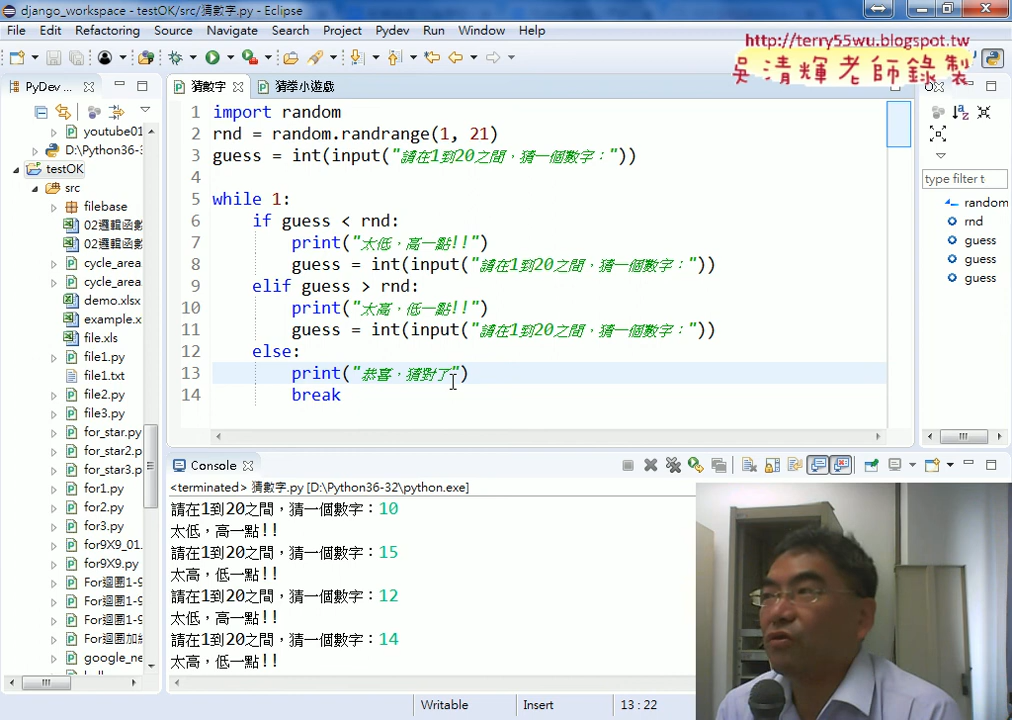 django_workspace - testOK/src/猜數字.py - Eclipse
File Edit Refactoring Source Navigate Search Project Pydev Run Window Help
http://terry55wu.blogspot.tw
吳清輝老師錄製
PyDev ...
猜數字
猜拳小遊戲
youtube01
D:\Python36-3
testOK
src
filebase
02邏輯函數
02邏輯函數
cycle_area
cycle_area
demo.xlsx
example.x
file.xls
file1.py
file1.txt
file2.py
file3.py
for_star.py
for_star2.p
for_star3.p
for1.py
for2.py
for3.py
for9X9_01.
for9X9.py
For迴圈1-9
For迴圈1-9
For迴圈1-9
For迴圈加總
google_ne
1 import random
2 rnd = random.randrange(1, 21)
3 guess = int(input("請在1到20之間，猜一個數字："))
4
5 while 1:
6 if guess < rnd:
7 print("太低，高一點!!")
8 guess = int(input("請在1到20之間，猜一個數字："))
9 elif guess > rnd:
10 print("太高，低一點!!")
11 guess = int(input("請在1到20之間，猜一個數字："))
12 else:
13 print("恭喜，猜對了")
14 break
type filter t
random
rnd
guess
guess
guess
Console
<terminated> 猜數字.py [D:\Python36-32\python.exe]
請在1到20之間，猜一個數字：10
太低，高一點!!
請在1到20之間，猜一個數字：15
太高，低一點!!
請在1到20之間，猜一個數字：12
太低，高一點!!
請在1到20之間，猜一個數字：14
太高，低一點!!
Writable Insert 13 : 22